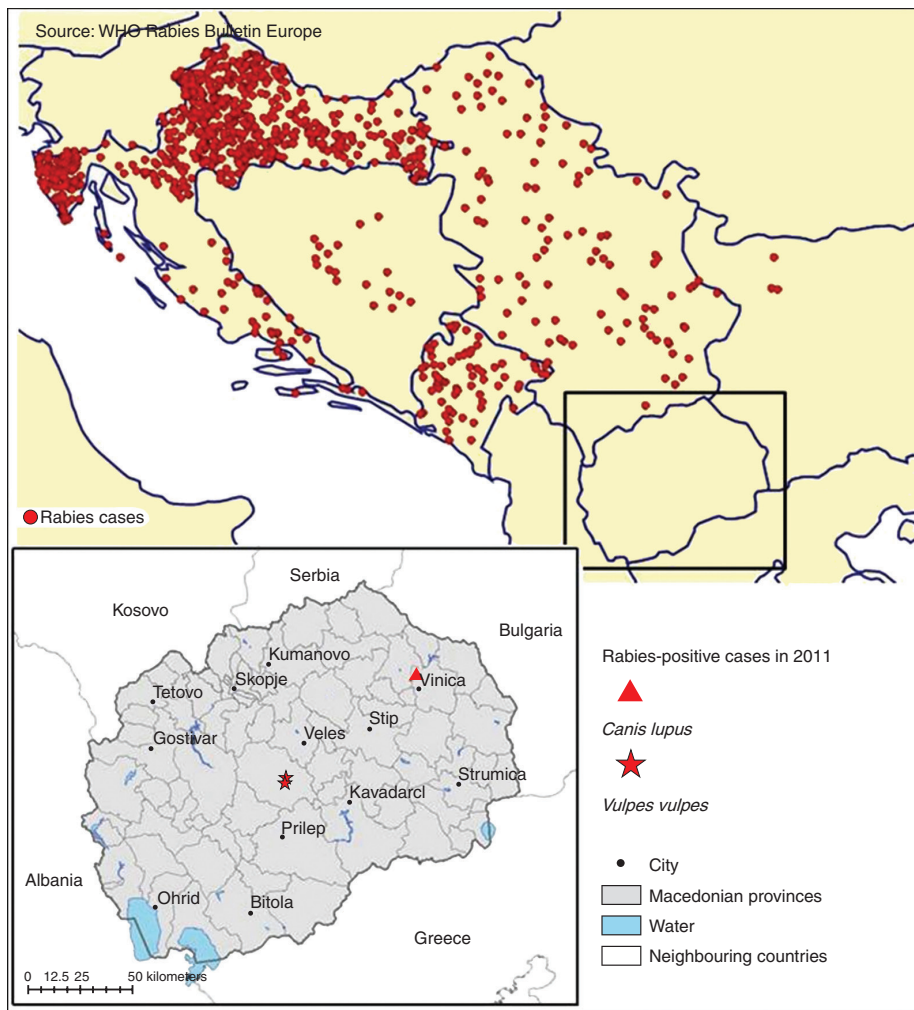 Source: WHO Rabies Bulletin Europe
Rabies cases
Serbia
Kosovo
Bulgaria
Kumanovo
Skopje
Vinica
Tetovo
Stip
Gostivar
Veles
Strumica
Kavadarcl
Prilep
Albania
Ohrid
Bitola
Greece
0 12.5 25 50 kilometers
Rabies-positive cases in 2011
Canis lupus
Vulpes vulpes
City
Macedonian provinces
Water
Neighbouring countries